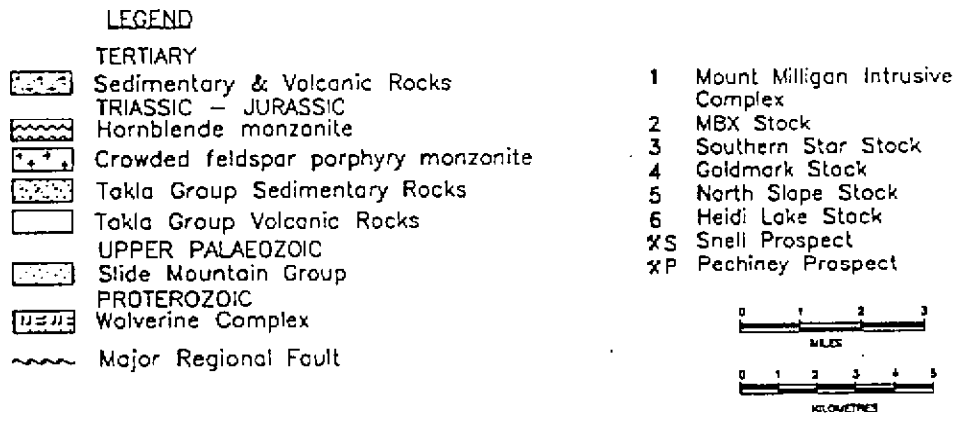 LEGEND
TERTIARY
Sedimentary & Volcanic Rocks
TRIASSIC – JURASSIC
Hornblende monzonite
Crowded feldspar porphyry monzonite
Takla Group Sedimentary Rocks
Takla Group Volcanic Rocks
UPPER PALAEOZOIC
Slide Mountain Group
PROTEROZOIC
Wolverine Complex
Major Regional Fault
1 Mount Milligan Intrusive
Complex
2 MBX Stock
3 Southern Star Stock
4 Goldmark Stock
5 North Slope Stock
6 Heidi Lake Stock
S Snell Prospect
P Pechiney Prospect
0 1 2 3
MILES
0 1 2 3 4 5
KILOMETRES